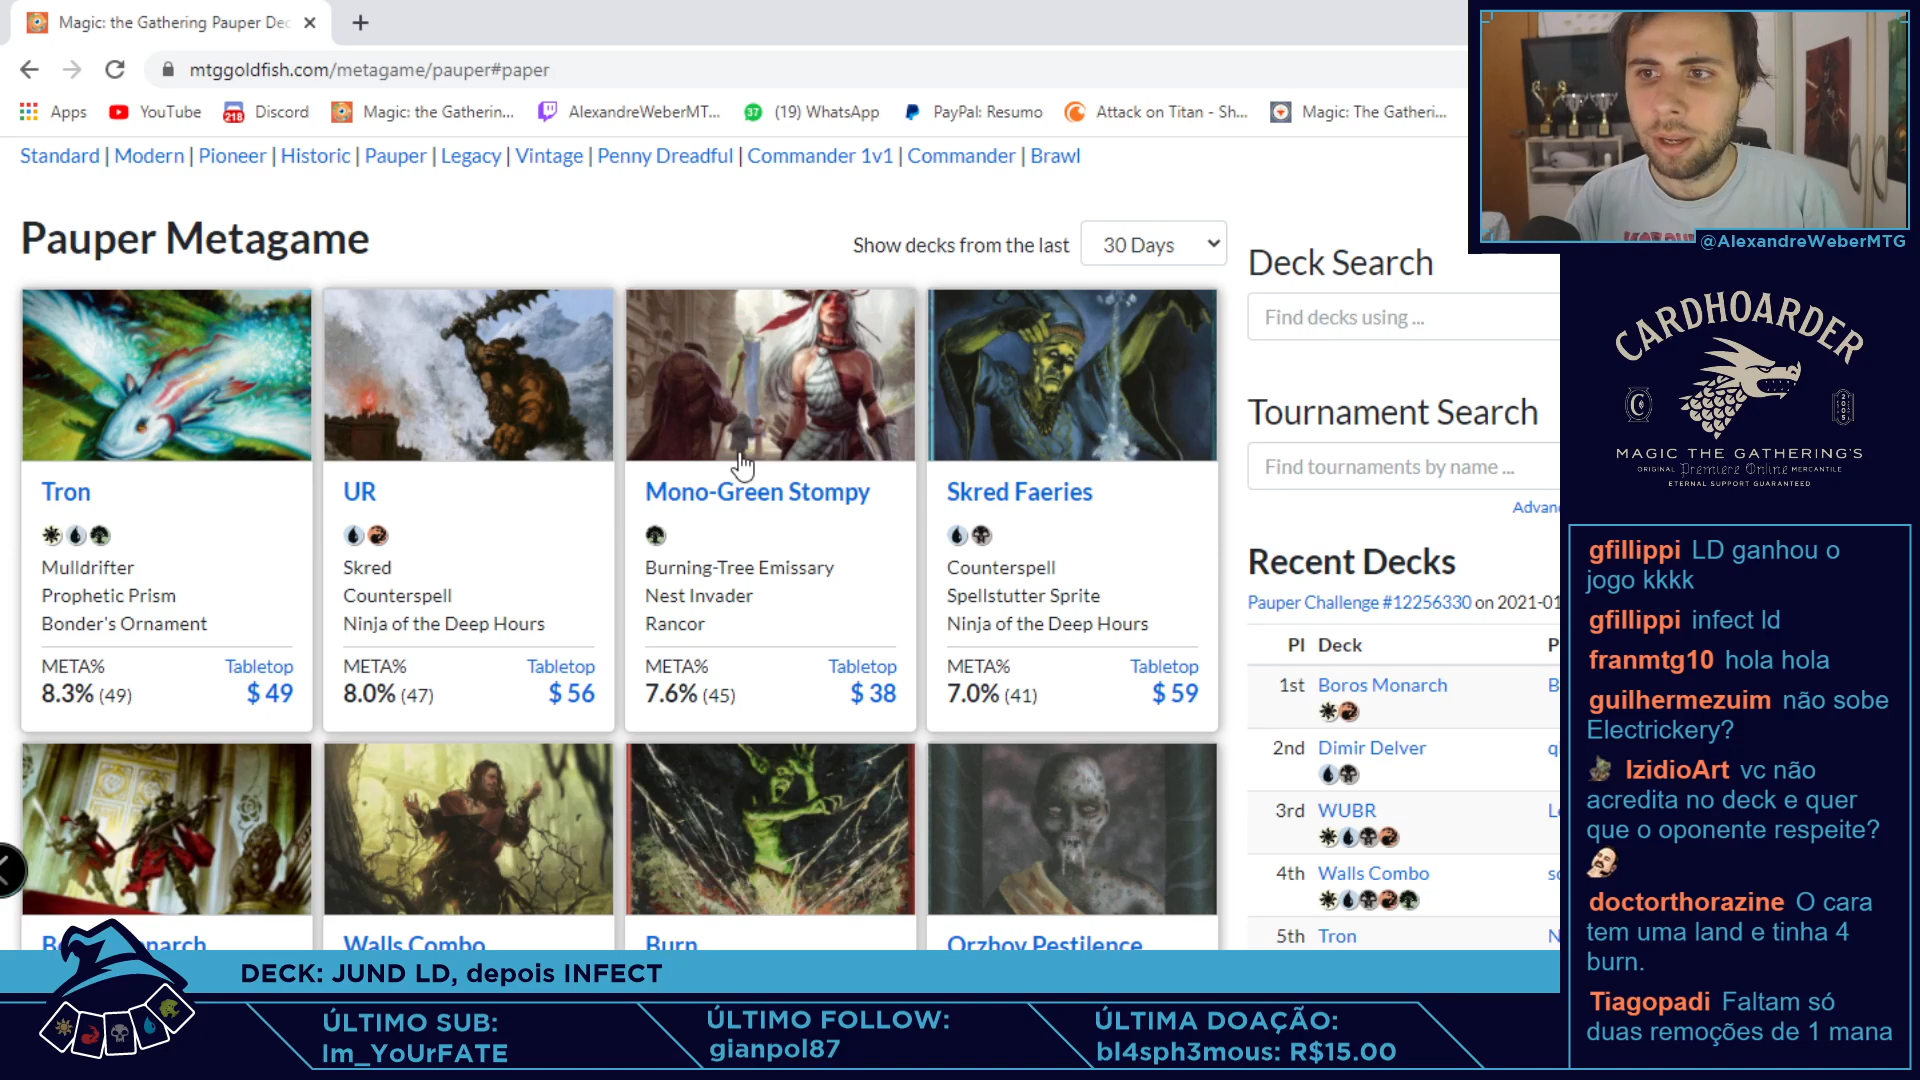 Magic: the Gathering Pauper Dec
mtggoldfish.com/metagame/pauper#paper
Apps YouTube 218 Discord Magic: the Gatherin... AlexandreWeberMT... 37 (19) WhatsApp PayPal: Resumo Attack on Titan - Sh... Magic: The Gatheri...
Standard | Modern | Pioneer | Historic | Pauper | Legacy | Vintage | Penny Dreadful | Commander 1v1 | Commander | Brawl
@AlexandreWeberMTG
Pauper Metagame
Show decks from the last 30 Days
Tron
Mulldrifter
Prophetic Prism
Bonder's Ornament
META% Tabletop
8.3% (49) $ 49
UR
Skred
Counterspell
Ninja of the Deep Hours
META% Tabletop
8.0% (47) $ 56
Mono-Green Stompy
Burning-Tree Emissary
Nest Invader
Rancor
META% Tabletop
7.6% (45) $ 38
Skred Faeries
Counterspell
Spellstutter Sprite
Ninja of the Deep Hours
META% Tabletop
7.0% (41) $ 59
Walls Combo
Burn
Orzhov Pestilence
Deck Search
Find decks using ...
Tournament Search
Find tournaments by name ...
Advan
Recent Decks
Pauper Challenge #12256330 on 2021-01
Pl Deck P
1st Boros Monarch B
2nd Dimir Delver q
3rd WUBR L
4th Walls Combo so
5th Tron N
CARDHOARDER
C
2005
MAGIC THE GATHERING'S
ORIGINAL Premiere Online MERCANTILE
ETERNAL SUPPORT GUARANTEED
gfillippi LD ganhou o
jogo kkkk
gfillippi infect ld
franmtg10 hola hola
guilhermezuim não sobe
Electrickery?
IzidioArt vc não
acredita no deck e quer
que o oponente respeite?
doctorthorazine O cara
tem uma land e tinha 4
burn.
Tiagopadi Faltam só
duas remoções de 1 mana
DECK: JUND LD, depois INFECT
ÚLTIMO SUB:
Im_YoUrFATE
ÚLTIMO FOLLOW:
gianpol87
ÚLTIMA DOAÇÃO:
bl4sph3mous: R$15.00